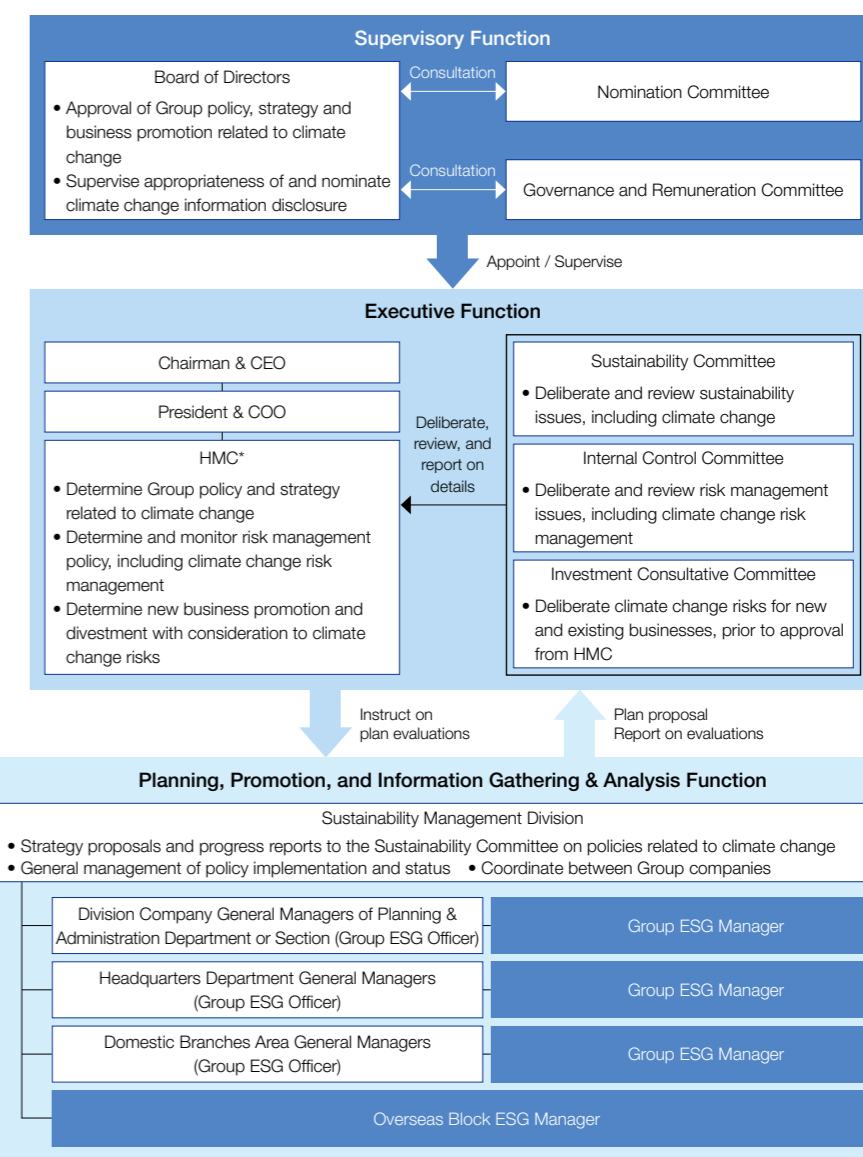 Supervisory Function
Board of Directors
• Approval of Group policy, strategy and
business promotion related to climate
change
• Supervise appropriateness of and nominate
climate change information disclosure
Consultation
Nomination Committee
Consultation
Governance and Remuneration Committee
Appoint / Supervise
Executive Function
Chairman & CEO
President & COO
HMC*
• Determine Group policy and strategy
related to climate change
• Determine and monitor risk management
policy, including climate change risk
management
• Determine new business promotion and
divestment with consideration to climate
change risks
Deliberate,
review, and
report on
details
Sustainability Committee
• Deliberate and review sustainability
issues, including climate change
Internal Control Committee
• Deliberate and review risk management
issues, including climate change risk
management
Investment Consultative Committee
• Deliberate climate change risks for new
and existing businesses, prior to approval
from HMC
Instruct on
plan evaluations
Plan proposal
Report on evaluations
Planning, Promotion, and Information Gathering & Analysis Function
Sustainability Management Division
• Strategy proposals and progress reports to the Sustainability Committee on policies related to climate change
• General management of policy implementation and status • Coordinate between Group companies
Division Company General Managers of Planning &
Administration Department or Section (Group ESG Officer)
Group ESG Manager
Headquarters Department General Managers
(Group ESG Officer)
Group ESG Manager
Domestic Branches Area General Managers
(Group ESG Officer)
Group ESG Manager
Overseas Block ESG Manager